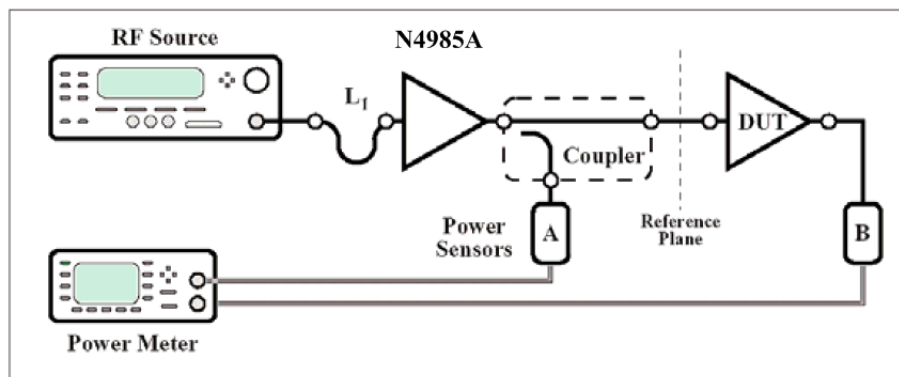 RF Source
N4985A
L1
Coupler
DUT
Power
Sensors
A
Reference
Plane
B
Power Meter